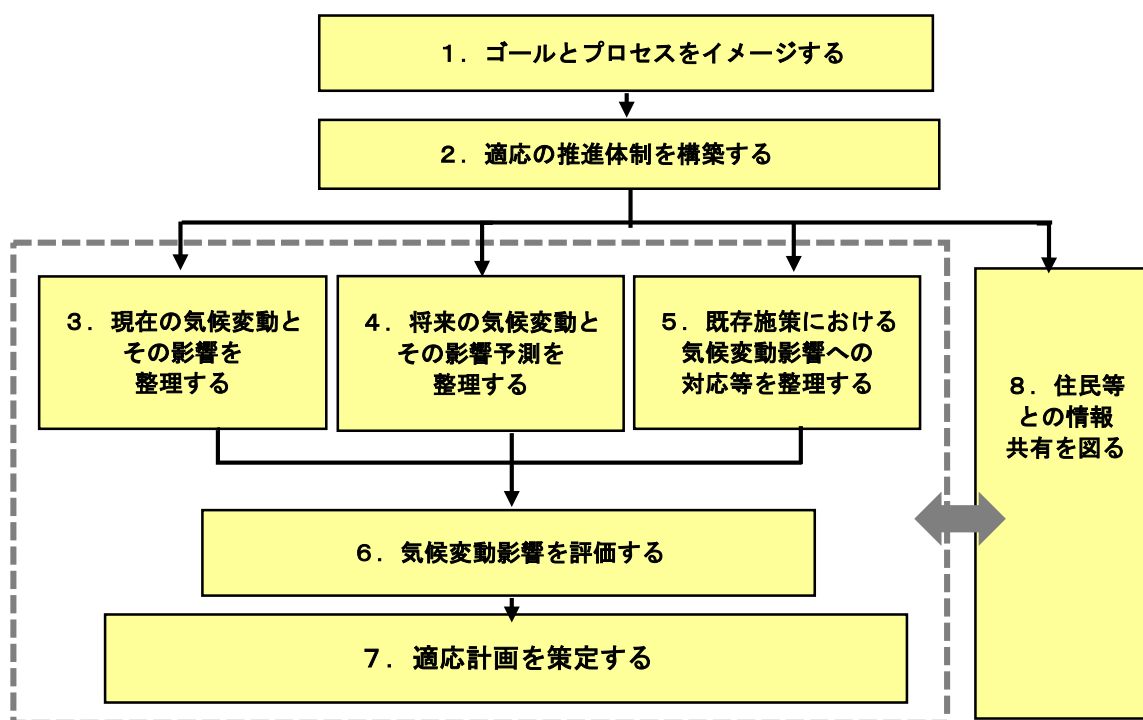 １．ゴールとプロセスをイメージする
２．適応の推進体制を構築する
３．現在の気候変動と
その影響を
整理する
４．将来の気候変動と
その影響予測を
整理する
５．既存施策における
気候変動影響への
対応等を整理する
８．住民等
との情報
共有を図る
６．気候変動影響を評価する
７．適応計画を策定する